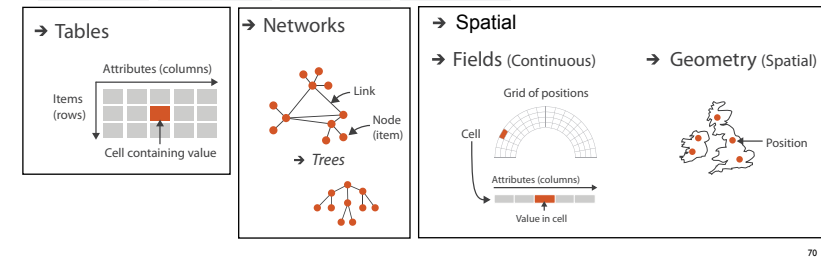 → Tables
Attributes (columns)
Items
(rows)
Cell containing value
→ Networks
Link
Node
(item)
→ Trees
→ Spatial
→ Fields (Continuous)
Grid of positions
Cell
Attributes (columns)
Value in cell
→ Geometry (Spatial)
Position
70